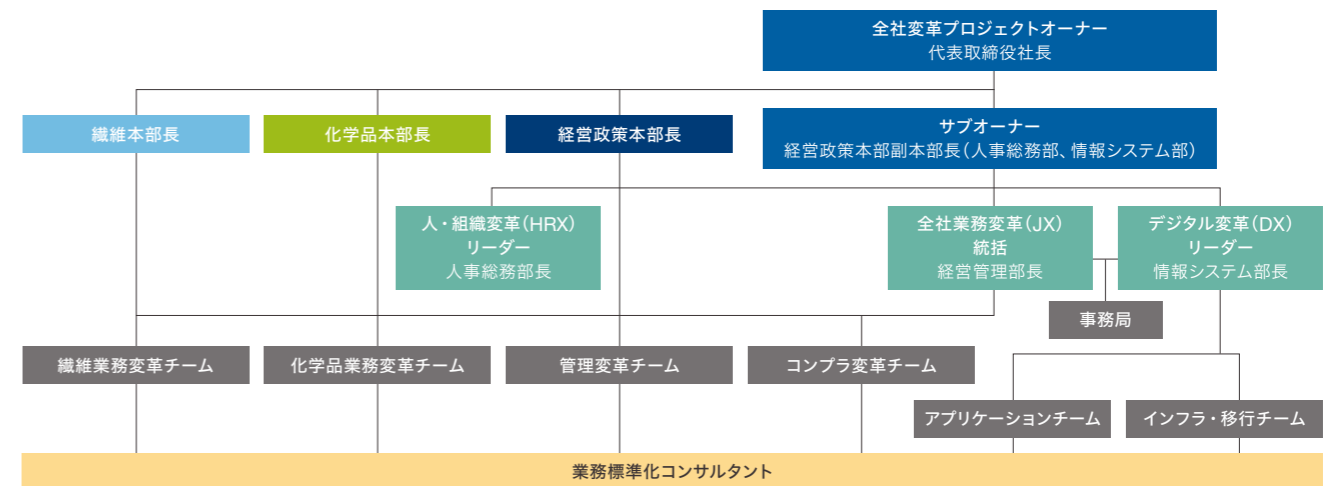 全社変革プロジェクトオーナー
代表取締役社長
繊維本部長
化学品本部長
経営政策本部長
サブオーナー
経営政策本部副本部長（人事総務部、情報システム部）
人・組織変革（HRX）
リーダー
人事総務部長
全社業務変革（JX）
統括
経営管理部長
デジタル変革（DX）
リーダー
情報システム部長
事務局
繊維業務変革チーム
化学品業務変革チーム
管理変革チーム
コンプラ変革チーム
アプリケーションチーム
インフラ・移行チーム
業務標準化コンサルタント